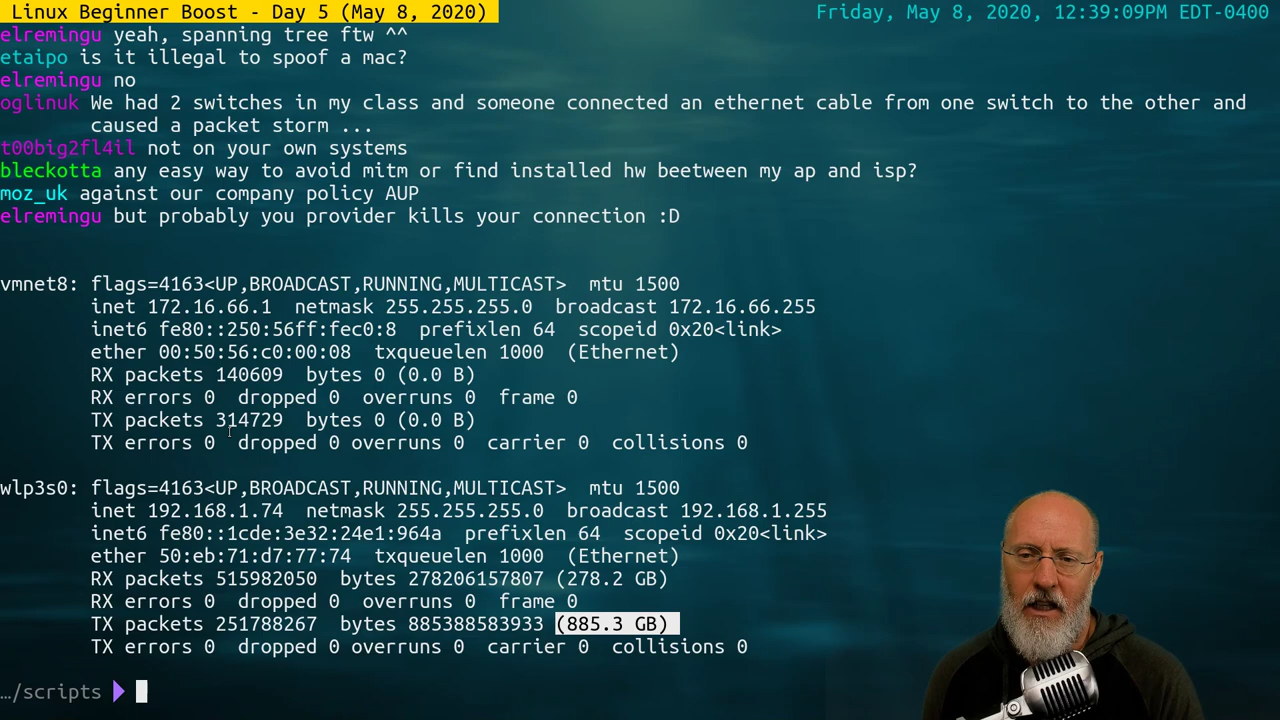 Linux Beginner Boost - Day 5 (May 8, 2020)
Friday, May 8, 2020, 12:39:09PM EDT-0400
elremingu yeah, spanning tree ftw ^^
etaipo is it illegal to spoof a mac?
elremingu no
oglinuk We had 2 switches in my class and someone connected an ethernet cable from one switch to the other and
caused a packet storm ...
t00big2fl4il not on your own systems
bleckotta any easy way to avoid mitm or find installed hw beetween my ap and isp?
moz_uk against our company policy AUP
elremingu but probably you provider kills your connection :D
vmnet8: flags=4163<UP,BROADCAST,RUNNING,MULTICAST>  mtu 1500
inet 172.16.66.1  netmask 255.255.255.0  broadcast 172.16.66.255
inet6 fe80::250:56ff:fec0:8  prefixlen 64  scopeid 0x20<link>
ether 00:50:56:c0:00:08  txqueuelen 1000  (Ethernet)
RX packets 140609  bytes 0 (0.0 B)
RX errors 0  dropped 0  overruns 0  frame 0
TX packets 314729  bytes 0 (0.0 B)
TX errors 0  dropped 0 overruns 0  carrier 0  collisions 0
wlp3s0: flags=4163<UP,BROADCAST,RUNNING,MULTICAST>  mtu 1500
inet 192.168.1.74  netmask 255.255.255.0  broadcast 192.168.1.255
inet6 fe80::1cde:3e32:24e1:964a  prefixlen 64  scopeid 0x20<link>
ether 50:eb:71:d7:77:74  txqueuelen 1000  (Ethernet)
RX packets 515982050  bytes 278206157807 (278.2 GB)
RX errors 0  dropped 0  overruns 0  frame 0
TX packets 251788267  bytes 885388583933 (885.3 GB)
TX errors 0  dropped 0 overruns 0  carrier 0  collisions 0
…/scripts